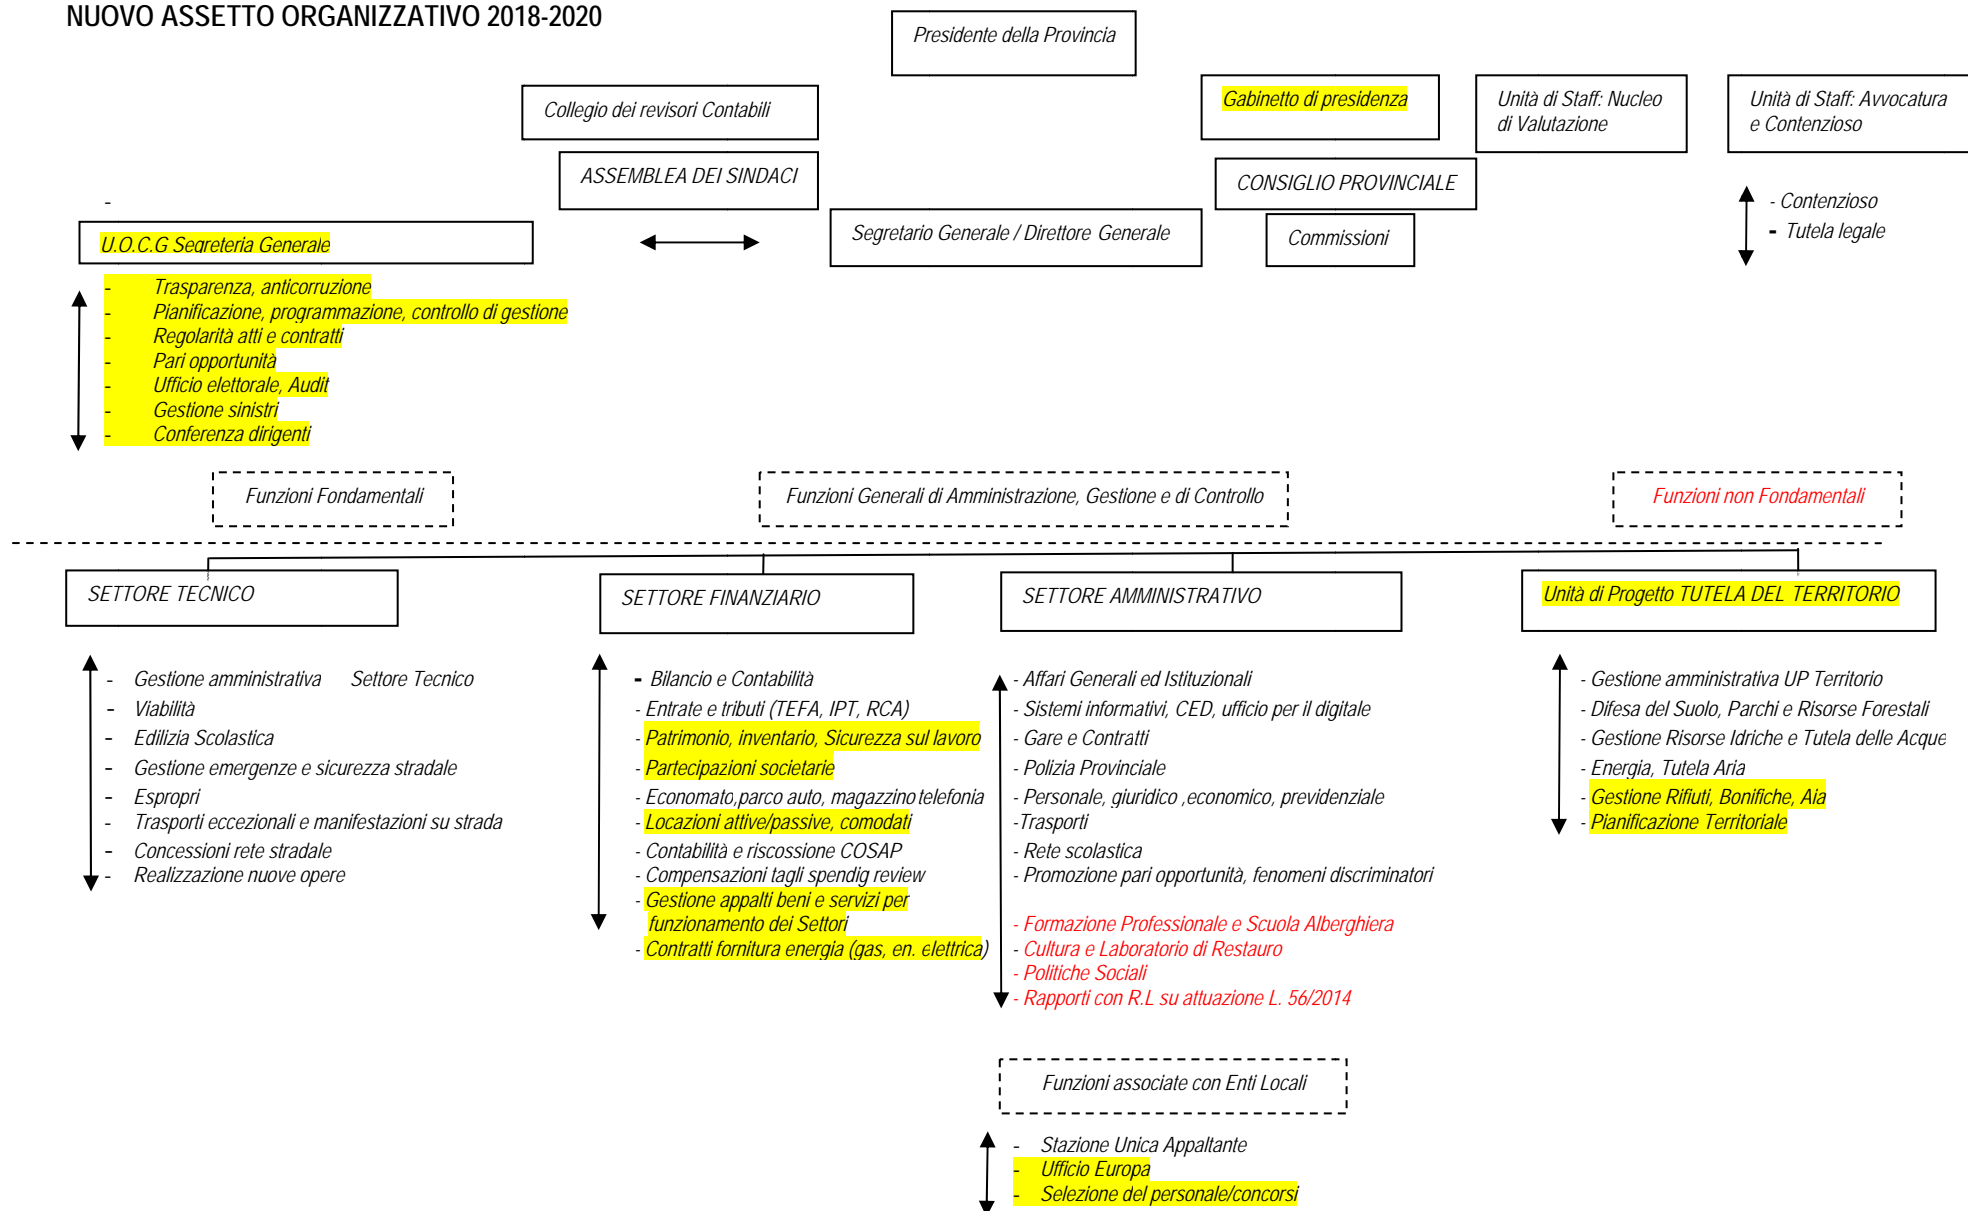 NUOVO ASSETTO ORGANIZZATIVO 2018-2020
Presidente della Provincia
Collegio dei revisori Contabili
Gabinetto di presidenza
Unità di Staff: Nucleo
di Valutazione
Unità di Staff: Avvocatura
e Contenzioso
ASSEMBLEA DEI SINDACI
CONSIGLIO PROVINCIALE
- Contenzioso
- Tutela legale
-
U.O.C.G Segreteria Generale
Segretario Generale / Direttore Generale
Commissioni
- Trasparenza, anticorruzione
- Pianificazione, programmazione, controllo di gestione
- Regolarità atti e contratti
- Pari opportunità
- Ufficio elettorale, Audit
- Gestione sinistri
- Conferenza dirigenti
Funzioni Fondamentali
Funzioni Generali di Amministrazione, Gestione e di Controllo
Funzioni non Fondamentali
SETTORE TECNICO
- Gestione amministrativa Settore Tecnico
- Viabilità
- Edilizia Scolastica
- Gestione emergenze e sicurezza stradale
- Espropri
- Trasporti eccezionali e manifestazioni su strada
- Concessioni rete stradale
- Realizzazione nuove opere
SETTORE FINANZIARIO
- Bilancio e Contabilità
- Entrate e tributi (TEFA, IPT, RCA)
- Patrimonio, inventario, Sicurezza sul lavoro
- Partecipazioni societarie
- Economato,parco auto, magazzino telefonia
- Locazioni attive/passive, comodati
- Contabilità e riscossione COSAP
- Compensazioni tagli spendig review
- Gestione appalti beni e servizi per
funzionamento dei Settori
- Contratti fornitura energia (gas, en. elettrica)
SETTORE AMMINISTRATIVO
- Affari Generali ed Istituzionali
- Sistemi informativi, CED, ufficio per il digitale
- Gare e Contratti
- Polizia Provinciale
- Personale, giuridico ,economico, previdenziale
-Trasporti
- Rete scolastica
- Promozione pari opportunità, fenomeni discriminatori
- Formazione Professionale e Scuola Alberghiera
- Cultura e Laboratorio di Restauro
- Politiche Sociali
- Rapporti con R.L su attuazione L. 56/2014
Unità di Progetto TUTELA DEL TERRITORIO
- Gestione amministrativa UP Territorio
- Difesa del Suolo, Parchi e Risorse Forestali
- Gestione Risorse Idriche e Tutela delle Acque
- Energia, Tutela Aria
- Gestione Rifiuti, Bonifiche, Aia
- Pianificazione Territoriale
Funzioni associate con Enti Locali
- Stazione Unica Appaltante
- Ufficio Europa
- Selezione del personale/concorsi